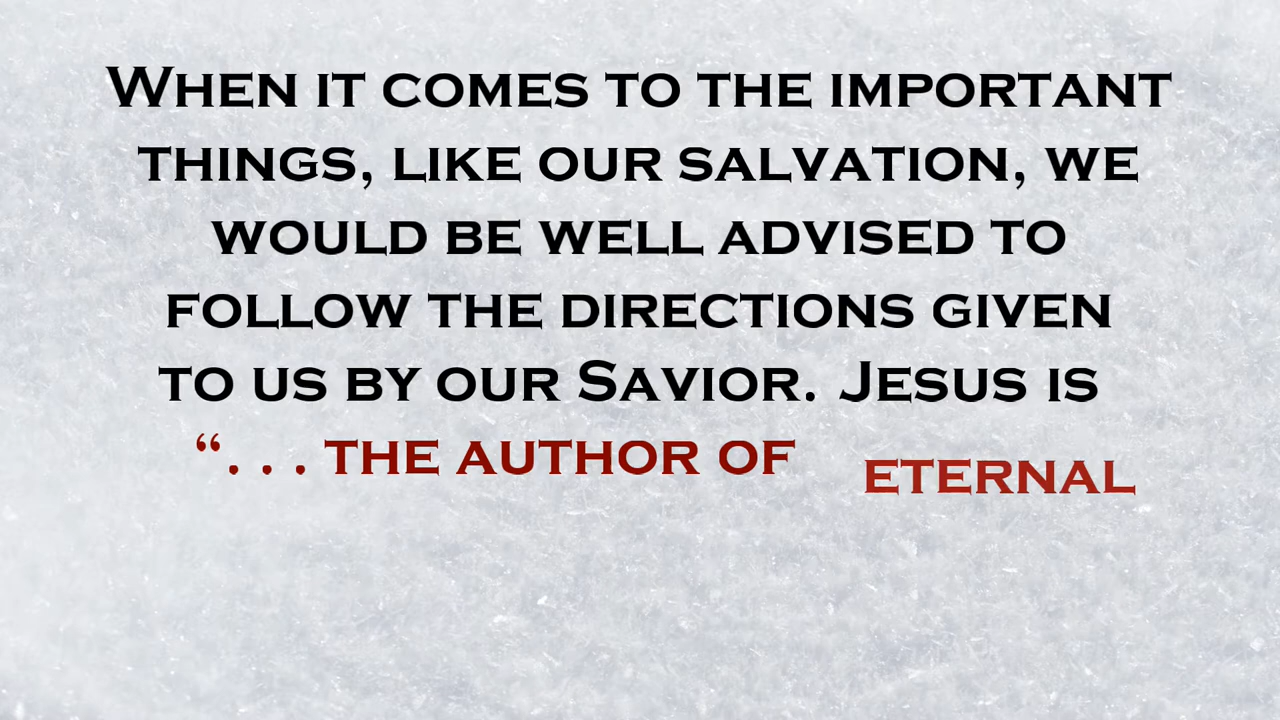 When it comes to the important
things, like our salvation, we
would be well advised to
follow the directions given
to us by our Savior. Jesus is
“. . . the author of eternal